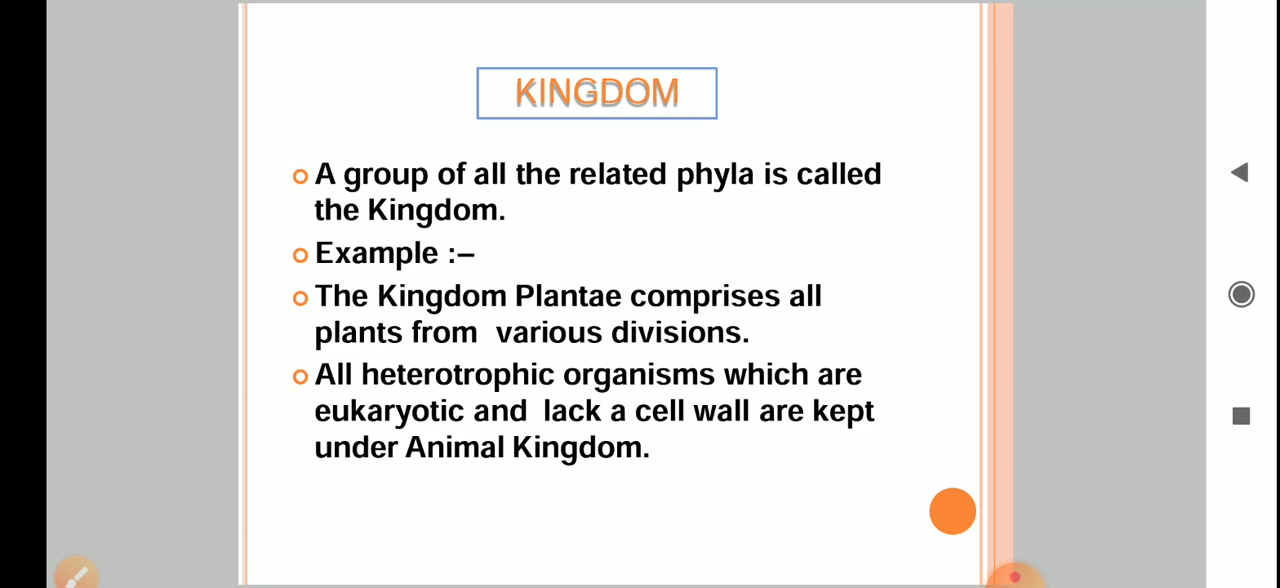 KINGDOM
A group of all the related phyla is called
the Kingdom.
Example :–
The Kingdom Plantae comprises all
plants from various divisions.
All heterotrophic organisms which are
eukaryotic and lack a cell wall are kept
under Animal Kingdom.